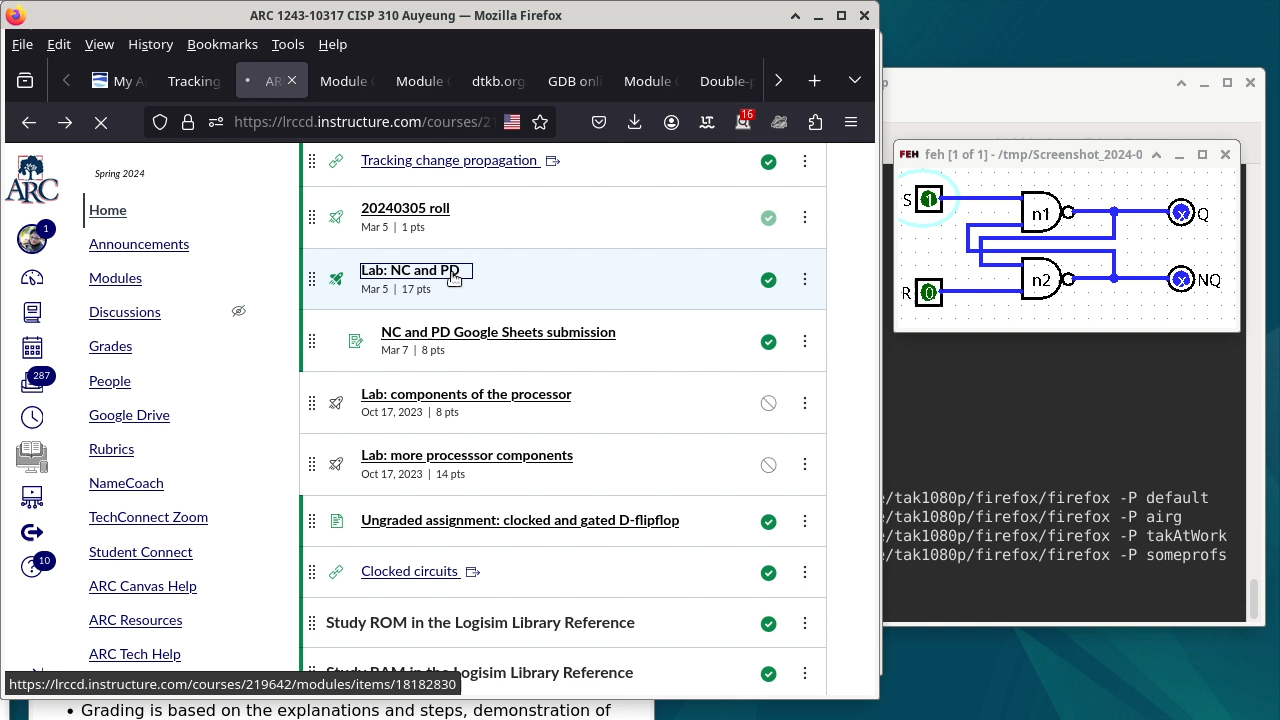 ARC 1243-10317 CISP 310 Auyeung — Mozilla Firefox
File Edit View History Bookmarks Tools Help
My A
Tracking
AR
Module
Module
dtkb.org
GDB onl
Module
Double-
https://lrccd.instructure.com/courses/21
16
ARC
Spring 2024
1
287
10
Home
Announcements
Modules
Discussions
Grades
People
Google Drive
Rubrics
NameCoach
TechConnect Zoom
Student Connect
ARC Canvas Help
ARC Resources
ARC Tech Help
Tracking change propagation
20240305 roll
Mar 5 | 1 pts
Lab: NC and PD
Mar 5 | 17 pts
NC and PD Google Sheets submission
Mar 7 | 8 pts
Lab: components of the processor
Oct 17, 2023 | 8 pts
Lab: more processsor components
Oct 17, 2023 | 14 pts
Ungraded assignment: clocked and gated D-flipflop
Clocked circuits
Study ROM in the Logisim Library Reference
Study RAM in the Logisim Library Reference
https://lrccd.instructure.com/courses/219642/modules/items/18182830
• Grading is based on the explanations and steps, demonstration of
p
FEH feh [1 of 1] - /tmp/Screenshot_2024-0
S 1 n1 x Q
R 0 n2 x NQ
e/tak1080p/firefox/firefox -P default
e/tak1080p/firefox/firefox -P airg
e/tak1080p/firefox/firefox -P takAtWork
e/tak1080p/firefox/firefox -P someprofs